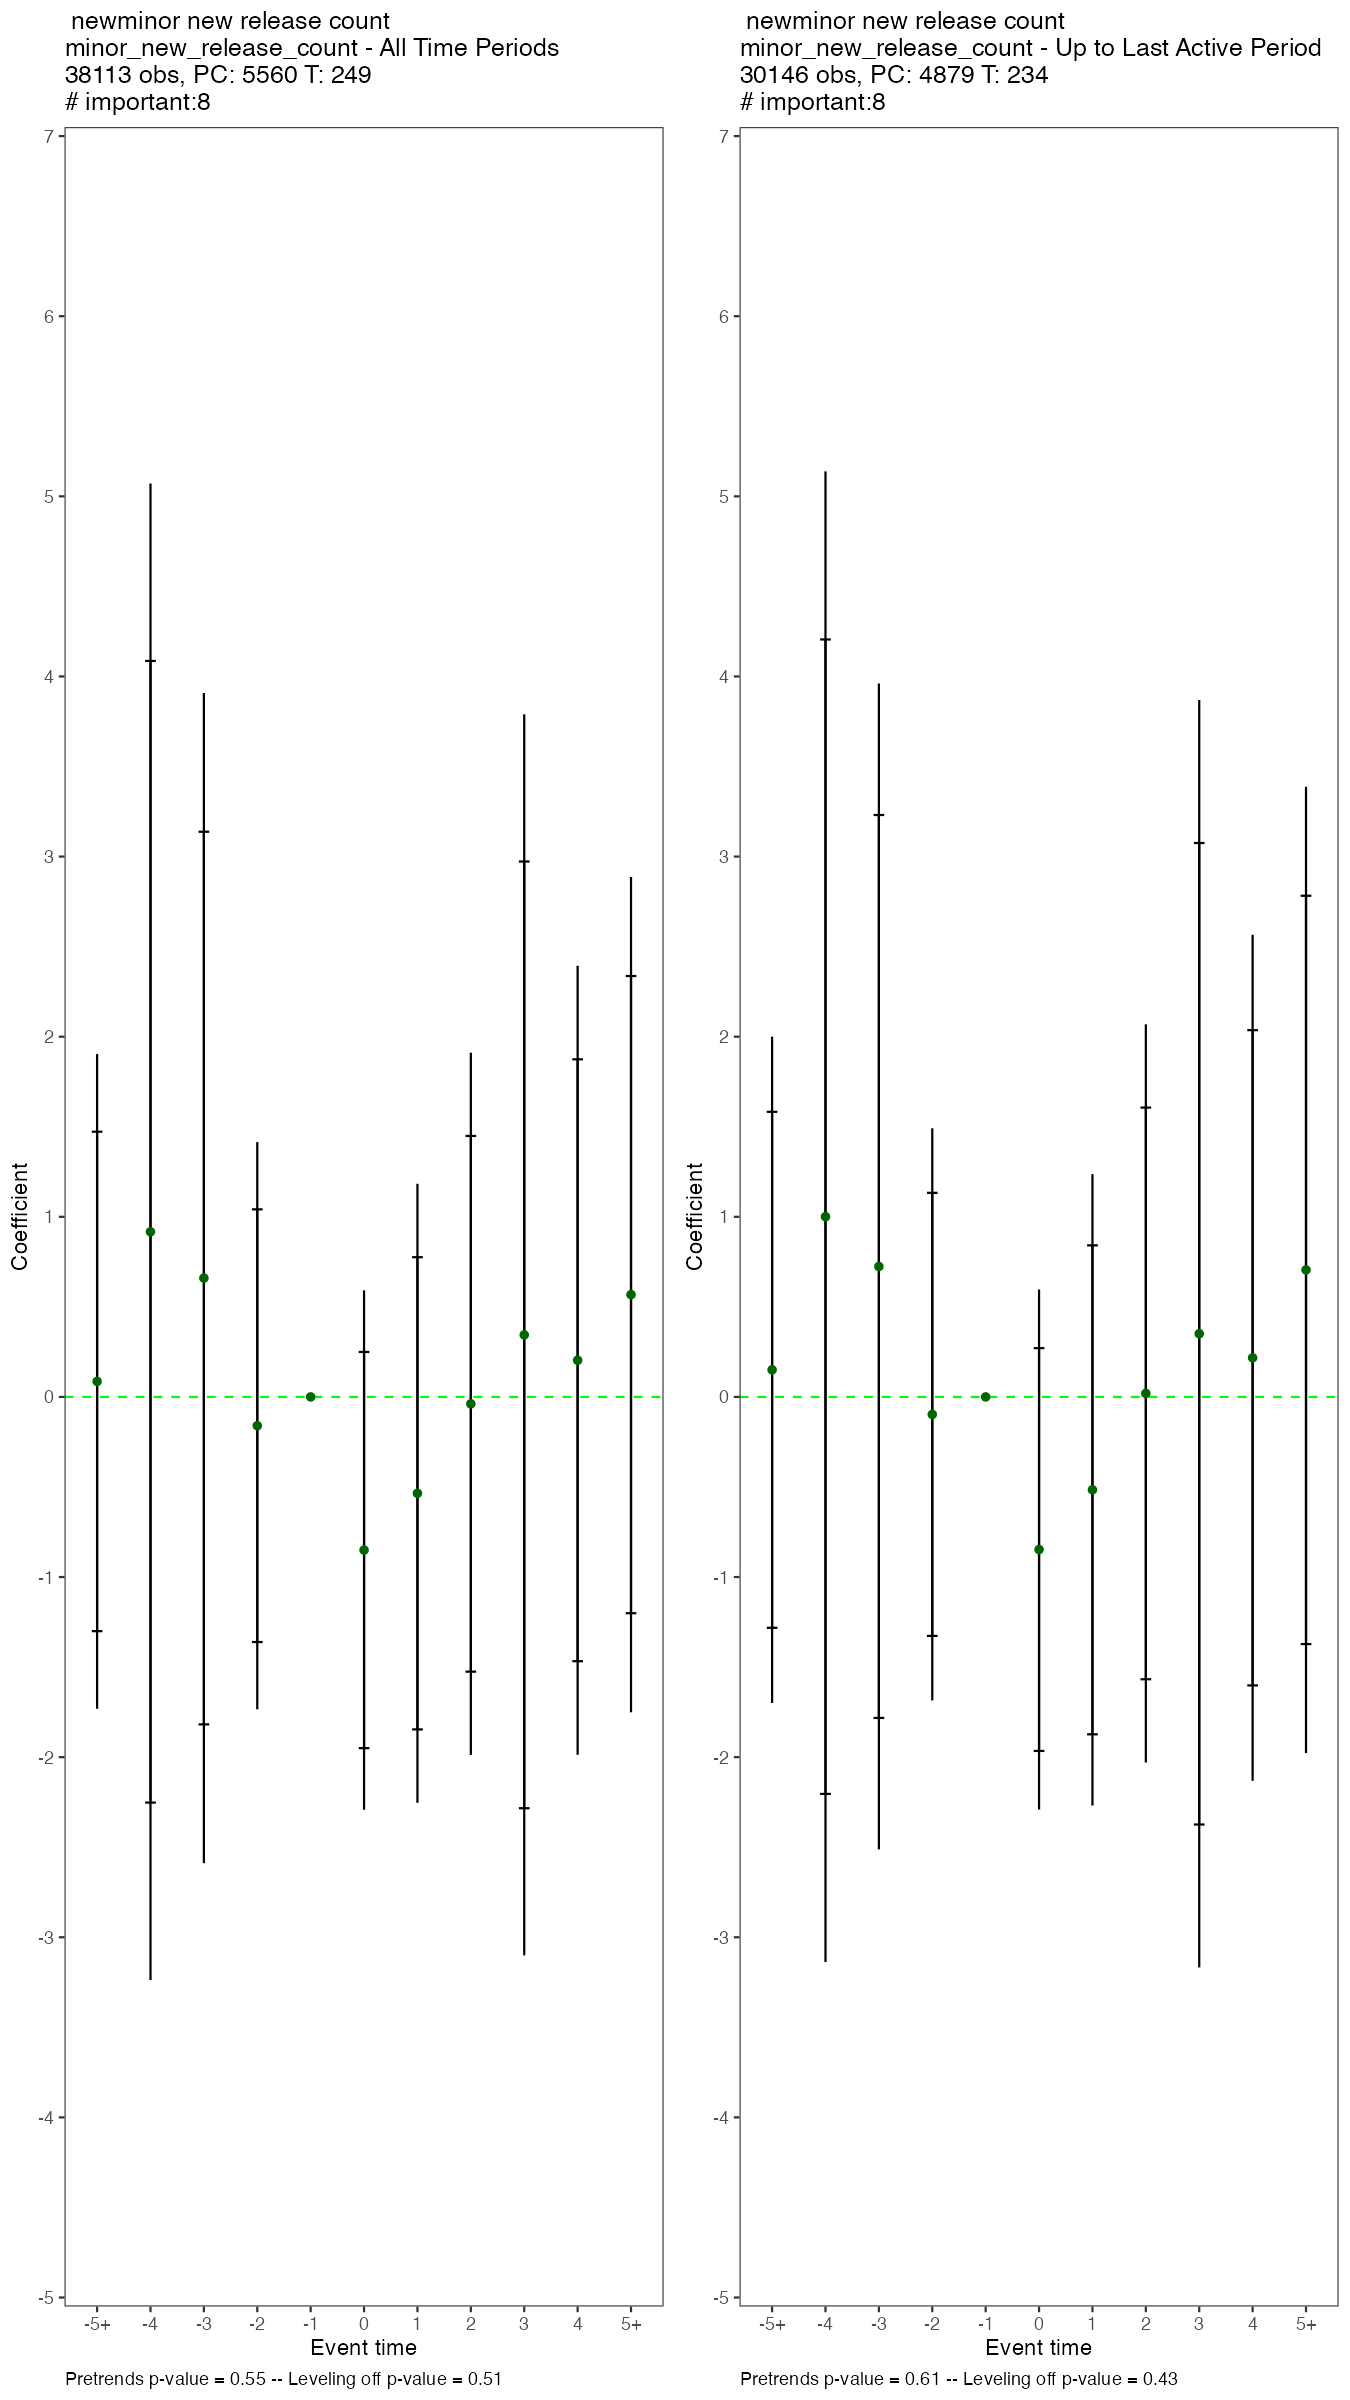 newminor new release count
minor_new_release_count - All Time Periods
38113 obs, PC: 5560 T: 249
# important:8
7
6
5
4
3
2
1
0
-1
-2
-3
-4
-5
Coefficient
-5+ -4 -3 -2 -1 0 1 2 3 4 5+
Event time
Pretrends p-value = 0.55 -- Leveling off p-value = 0.51
newminor new release count
minor_new_release_count - Up to Last Active Period
30146 obs, PC: 4879 T: 234
# important:8
7
6
5
4
3
2
1
0
-1
-2
-3
-4
-5
Coefficient
-5+ -4 -3 -2 -1 0 1 2 3 4 5+
Event time
Pretrends p-value = 0.61 -- Leveling off p-value = 0.43